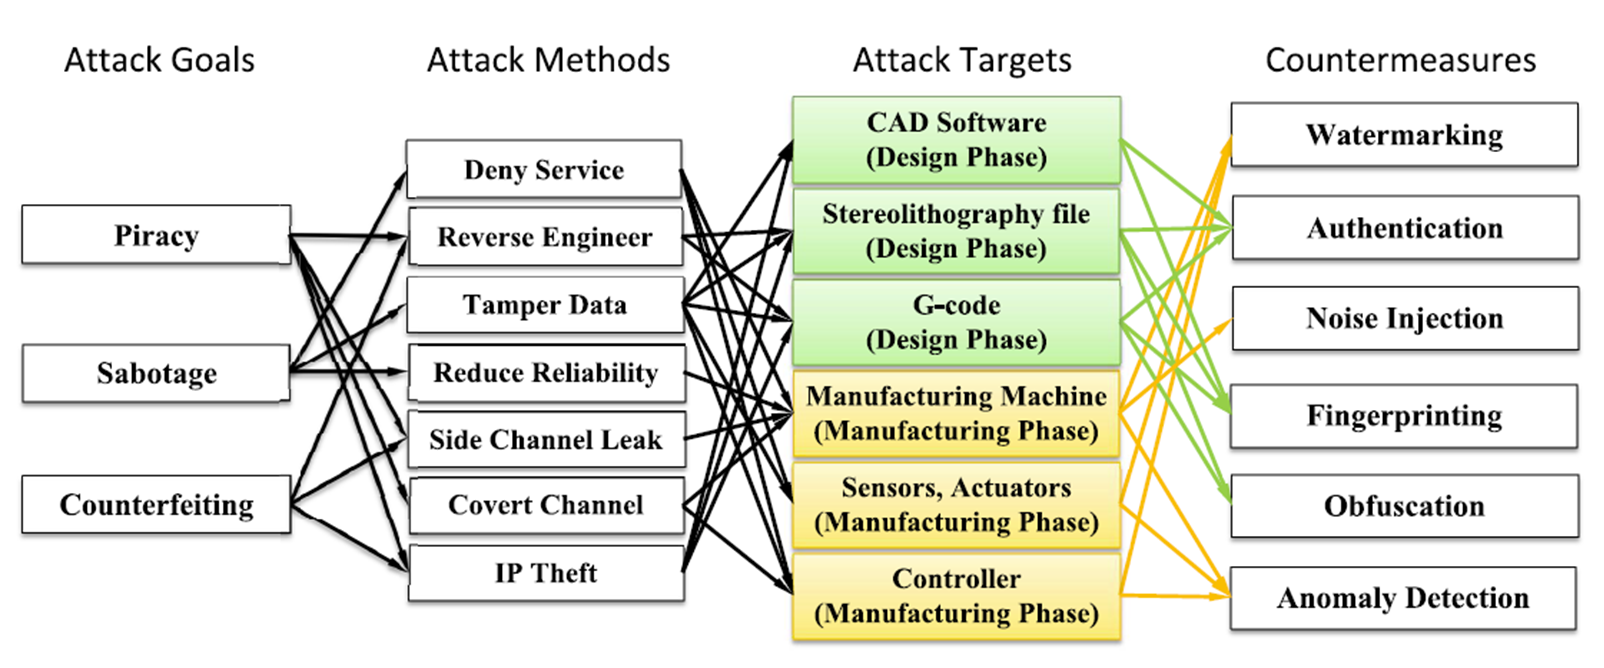 Attack Goals
Attack Methods
Attack Targets
Countermeasures
Piracy
Sabotage
Counterfeiting
Deny Service
Reverse Engineer
Tamper Data
Reduce Reliability
Side Channel Leak
Covert Channel
IP Theft
CAD Software
(Design Phase)
Stereolithography file
(Design Phase)
G-code
(Design Phase)
Manufacturing Machine
(Manufacturing Phase)
Sensors, Actuators
(Manufacturing Phase)
Controller
(Manufacturing Phase)
Watermarking
Authentication
Noise Injection
Fingerprinting
Obfuscation
Anomaly Detection